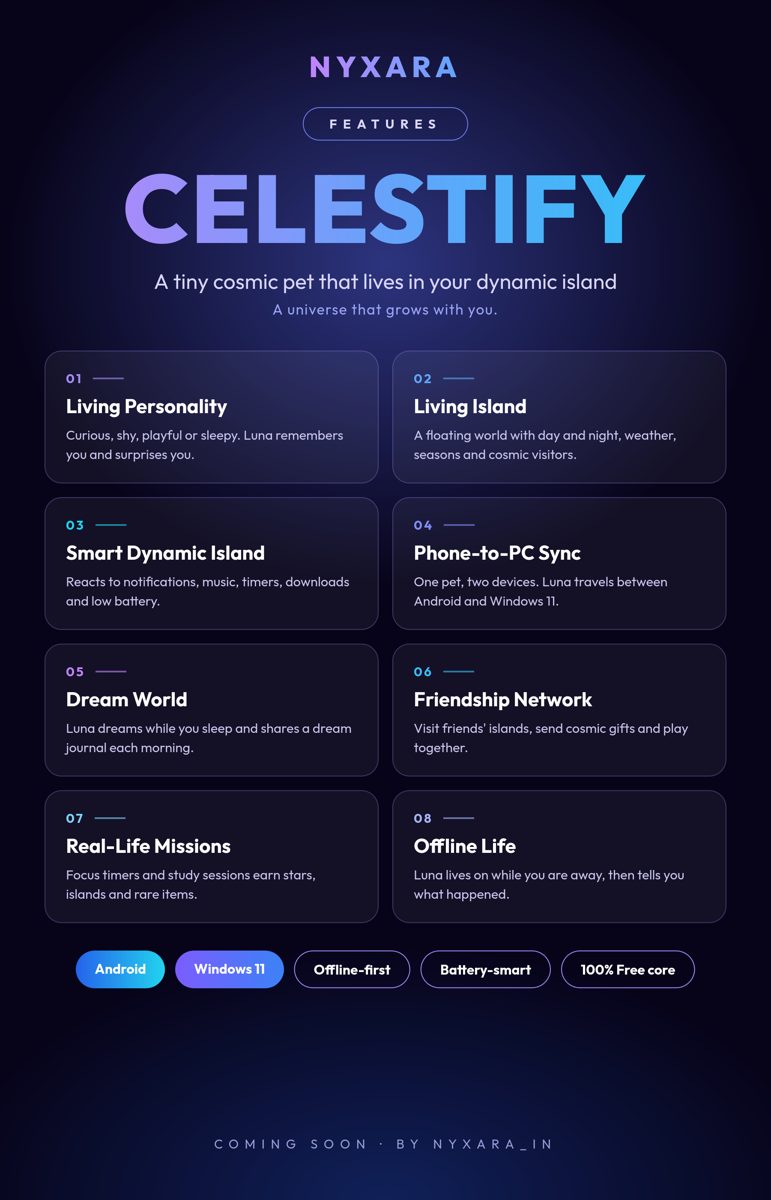 NYXARA
FEATURES
CELESTIFY
A tiny cosmic pet that lives in your dynamic island
A universe that grows with you.
01
Living Personality
Curious, shy, playful or sleepy. Luna remembers
you and surprises you.
02
Living Island
A floating world with day and night, weather,
seasons and cosmic visitors.
03
Smart Dynamic Island
Reacts to notifications, music, timers, downloads
and low battery.
04
Phone-to-PC Sync
One pet, two devices. Luna travels between
Android and Windows 11.
05
Dream World
Luna dreams while you sleep and shares a dream
journal each morning.
06
Friendship Network
Visit friends' islands, send cosmic gifts and play
together.
07
Real-Life Missions
Focus timers and study sessions earn stars,
islands and rare items.
08
Offline Life
Luna lives on while you are away, then tells you
what happened.
Android
Windows 11
Offline-first
Battery-smart
100% Free core
COMING SOON · BY NYXARA_IN